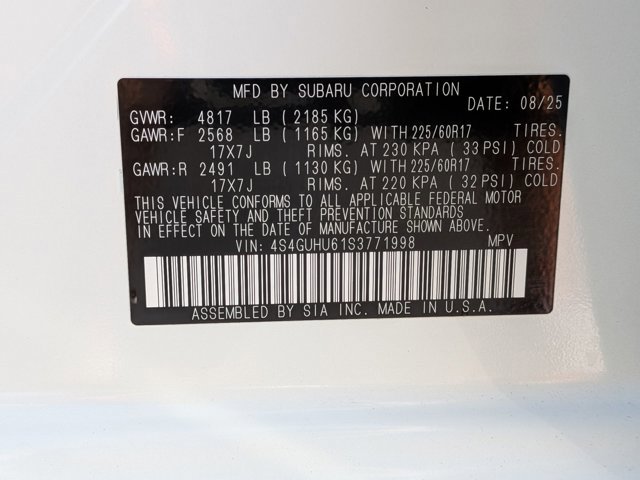 MFD BY SUBARU CORPORATION
DATE: 08/25
GVWR: 4817 LB ( 2185 KG)
GAWR:F 2568 LB ( 1165 KG) WITH 225/60R17 TIRES.
17X7J RIMS. AT 230 KPA ( 33 PSI) COLD
GAWR:R 2491 LB ( 1130 KG) WITH 225/60R17 TIRES.
17X7J RIMS. AT 220 KPA ( 32 PSI) COLD
THIS VEHICLE CONFORMS TO ALL APPLICABLE FEDERAL MOTOR
VEHICLE SAFETY AND THEFT PREVENTION STANDARDS
IN EFFECT ON THE DATE OF MANUFACTURE SHOWN ABOVE.
VIN: 4S4GUHU61S3771998 MPV
ASSEMBLED BY SIA INC. MADE IN U.S.A.